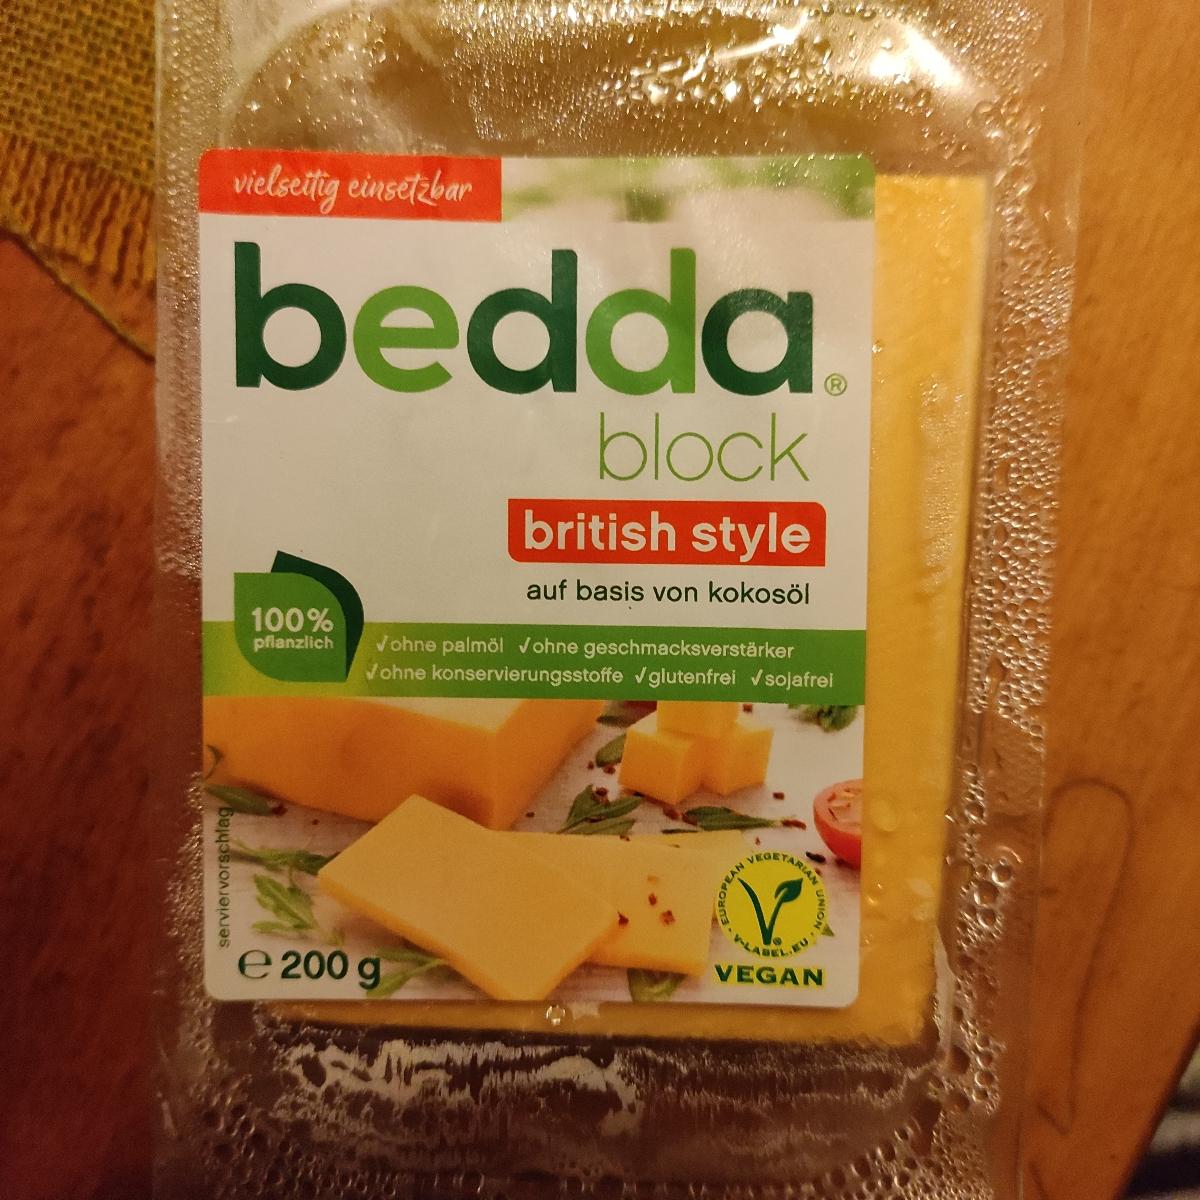 vielseitig einsetzbar
bedda®
block
british style
auf basis von kokosöl
100%
pflanzlich
✓ohne palmöl ✓ohne geschmacksverstärker
✓ohne konservierungsstoffe ✓glutenfrei ✓sojafrei
serviervorschlag
℮ 200 g
EUROPEAN VEGETARIAN UNION
V-LABEL.EU
VEGAN